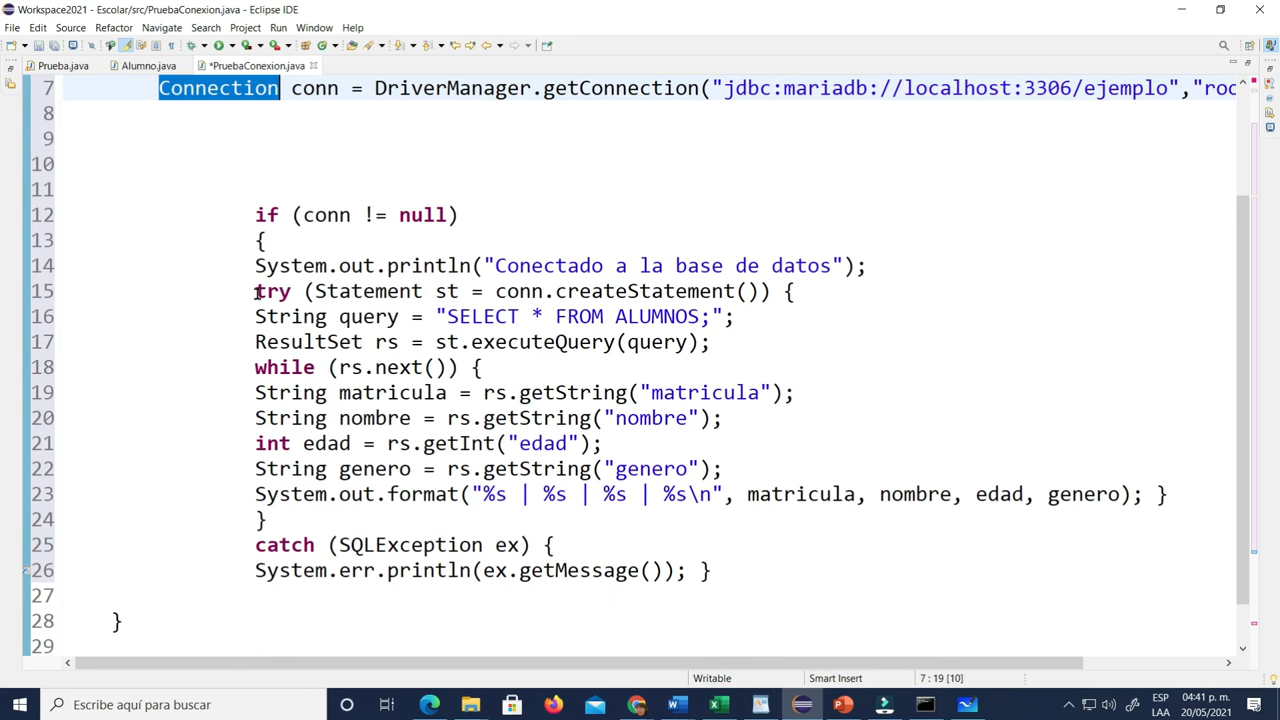 Workspace2021 - Escolar/src/PruebaConexion.java - Eclipse IDE
File Edit Source Refactor Navigate Search Project Run Window Help
Prueba.java Alumno.java *PruebaConexion.java
7 Connection conn = DriverManager.getConnection("jdbc:mariadb://localhost:3306/ejemplo","roo
8
9
10
11
12 if (conn != null)
13 {
14 System.out.println("Conectado a la base de datos");
15 try (Statement st = conn.createStatement()) {
16 String query = "SELECT * FROM ALUMNOS;";
17 ResultSet rs = st.executeQuery(query);
18 while (rs.next()) {
19 String matricula = rs.getString("matricula");
20 String nombre = rs.getString("nombre");
21 int edad = rs.getInt("edad");
22 String genero = rs.getString("genero");
23 System.out.format("%s | %s | %s | %s\n", matricula, nombre, edad, genero); }
24 }
25 catch (SQLException ex) {
26 System.err.println(ex.getMessage()); }
27
28 }
29
Writable Smart Insert 7 : 19 [10]
Escribe aquí para buscar ESP 04:41 p. m.
LAA 20/05/2021